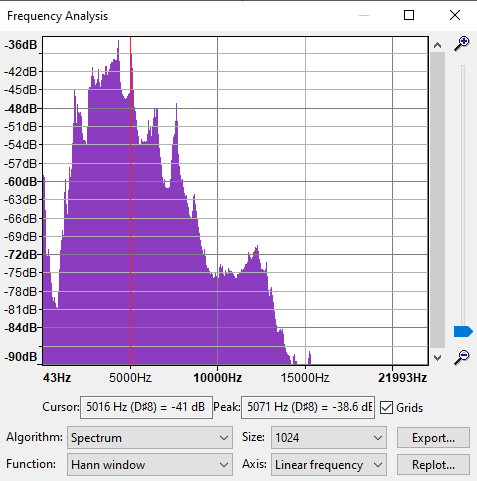 Frequency Analysis
-36dB
-42dB
-45dB
-48dB
-51dB
-54dB
-57dB
-60dB
-63dB
-66dB
-69dB
-72dB
-75dB
-78dB
-81dB
-84dB
-90dB
43Hz 5000Hz 10000Hz 15000Hz 21993Hz
Cursor: 5016 Hz (D♯8) = -41 dB Peak: 5071 Hz (D♯8) = -38.6 dB Grids
Algorithm: Spectrum Size: 1024 Export...
Function: Hann window Axis: Linear frequency Replot...